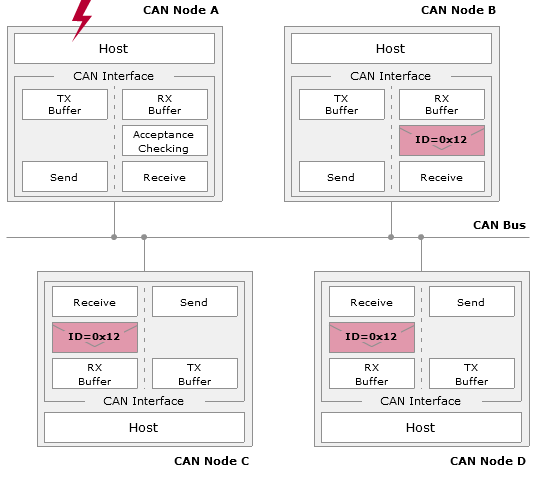 CAN Node A
CAN Node B
Host
Host
CAN Interface
CAN Interface
TX
Buffer
RX
Buffer
TX
Buffer
RX
Buffer
Acceptance
Checking
ID=0x12
Send
Receive
Send
Receive
CAN Bus
Receive
Send
Receive
Send
ID=0x12
ID=0x12
RX
Buffer
TX
Buffer
RX
Buffer
TX
Buffer
CAN Interface
CAN Interface
Host
Host
CAN Node C
CAN Node D